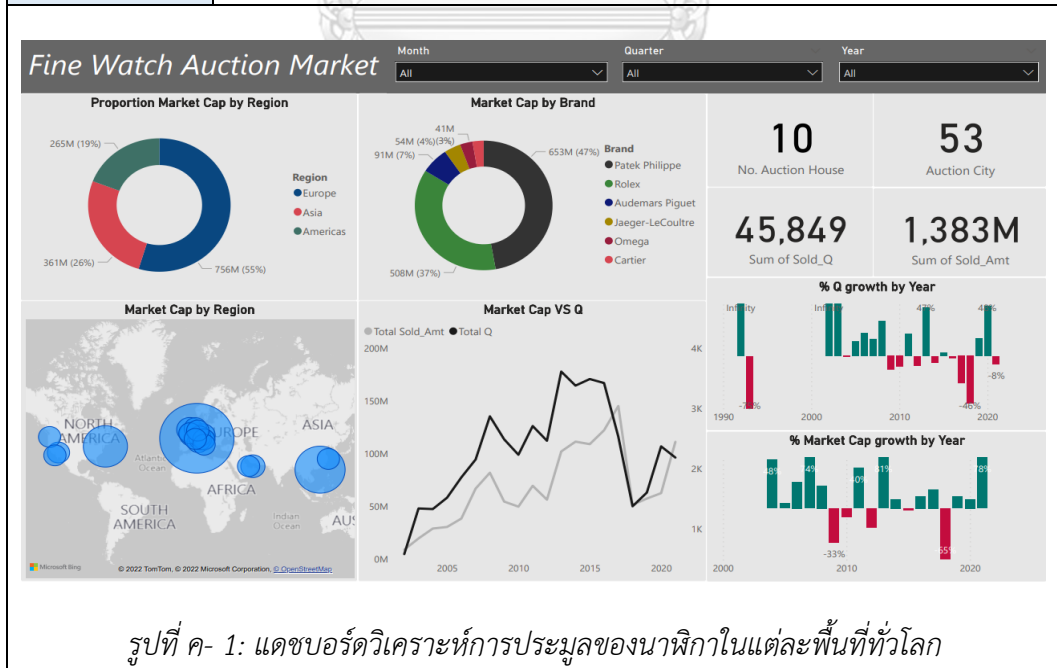 Fine Watch Auction Market
Month
All
Quarter
All
Year
All
Proportion Market Cap by Region
265M (19%)
361M (26%)
756M (55%)
Region
Europe
Asia
Americas
Market Cap by Brand
41M
(3%)
54M (4%)
91M (7%)
653M (47%)
508M (37%)
Brand
Patek Philippe
Rolex
Audemars Piguet
Jaeger-LeCoultre
Omega
Cartier
10
No. Auction House
53
Auction City
45,849
Sum of Sold_Q
1,383M
Sum of Sold_Amt
Market Cap by Region
NORTH
AMERICA
Atlantic
Ocean
ASIA
AFRICA
SOUTH
AMERICA
Indian
Ocean
Microsoft Bing
© 2022 TomTom, © 2022 Microsoft Corporation, © OpenStreetMap
Market Cap VS Q
Total Sold_Amt Total Q
200M
150M
100M
50M
0M
4K
3K
2K
1K
2005 2010 2015 2020
% Q growth by Year
47%
-46%
-8%
1990 2000 2010 2020
% Market Cap growth by Year
40%
-33%
78%
2000 2010 2020
รูปที่ ค- 1: แดชบอร์ดวิเคราะห์การประมูลของนาฬิกาในแต่ละพื้นที่ทั่วโลก